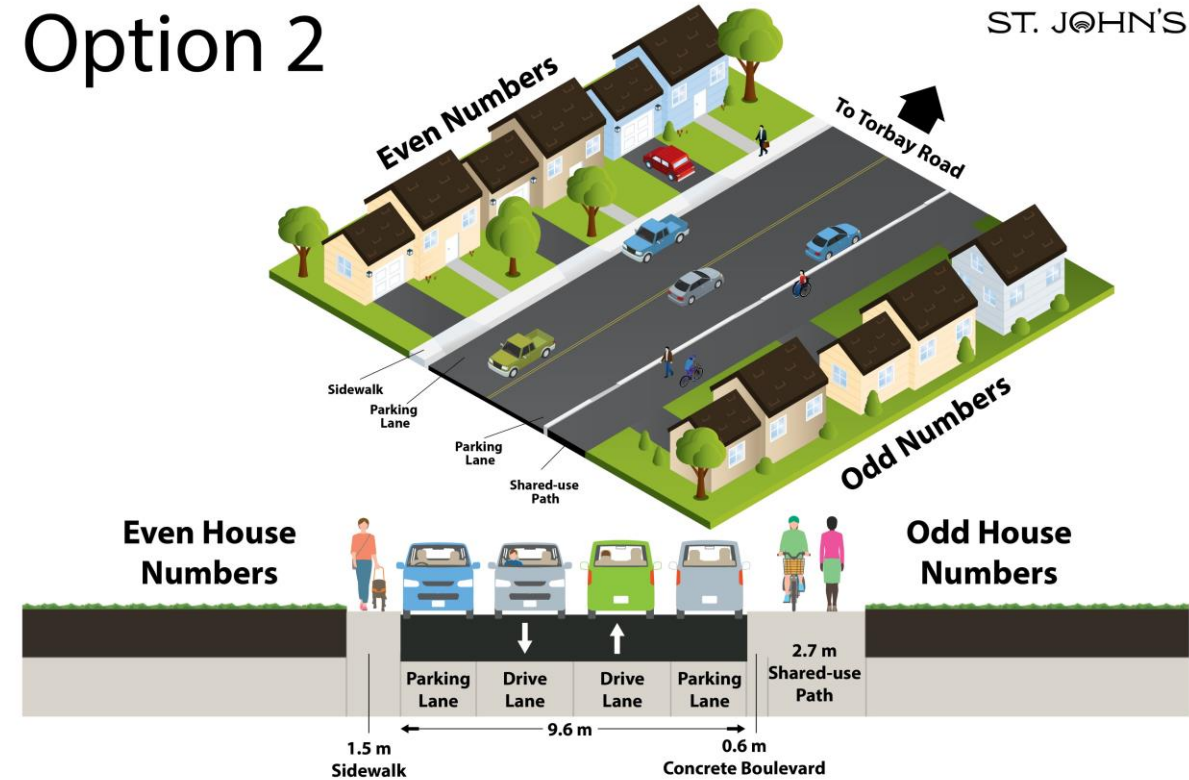 Option 2
ST. JOHN'S
Even Numbers
To Torbay Road
Sidewalk
Parking
Lane
Parking
Lane
Shared-use
Path
Odd Numbers
Even House
Numbers
Odd House
Numbers
Parking
Lane
Drive
Lane
Drive
Lane
Parking
Lane
2.7 m
Shared-use
Path
9.6 m
1.5 m
Sidewalk
0.6 m
Concrete Boulevard